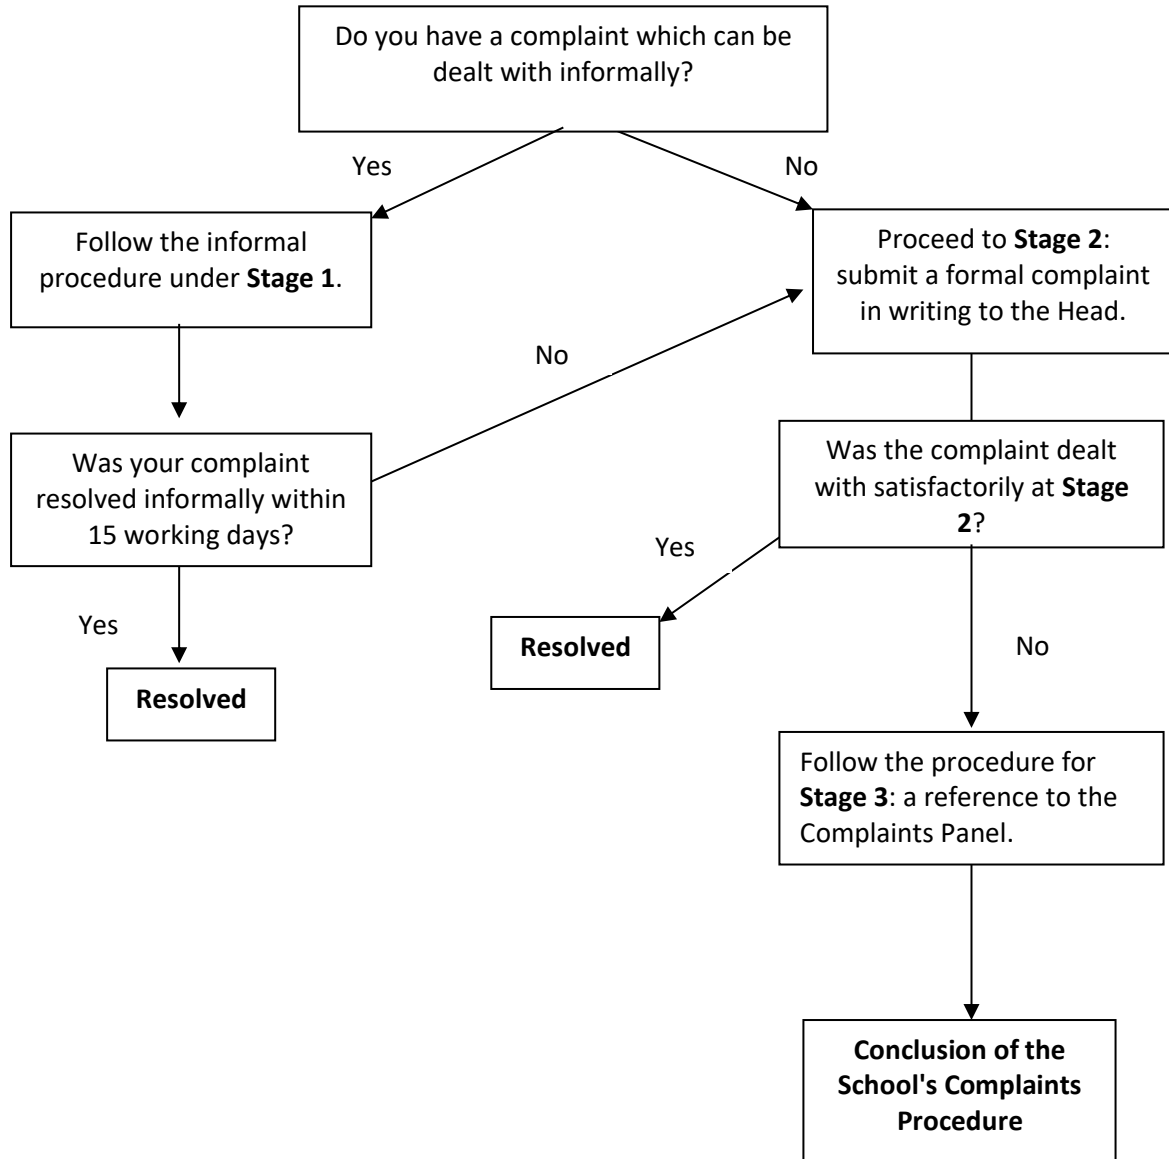 Do you have a complaint which can be
dealt with informally?
Yes
No
Follow the informal
procedure under Stage 1.
Proceed to Stage 2:
submit a formal complaint
in writing to the Head.
No
Was your complaint
resolved informally within
15 working days?
Was the complaint dealt
with satisfactorily at Stage
2?
Yes
Yes
Resolved
No
Resolved
Follow the procedure for
Stage 3: a reference to the
Complaints Panel.
Conclusion of the
School's Complaints
Procedure